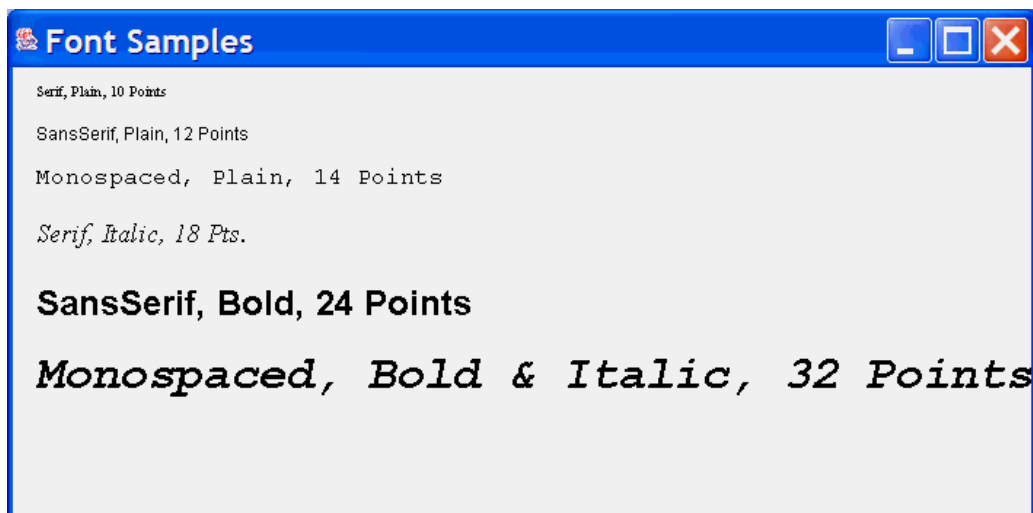 Font Samples
Serif, Plain, 10 Points
SansSerif, Plain, 12 Points
Monospaced, Plain, 14 Points
Serif, Italic, 18 Pts.
SansSerif, Bold, 24 Points
Monospaced, Bold & Italic, 32 Points